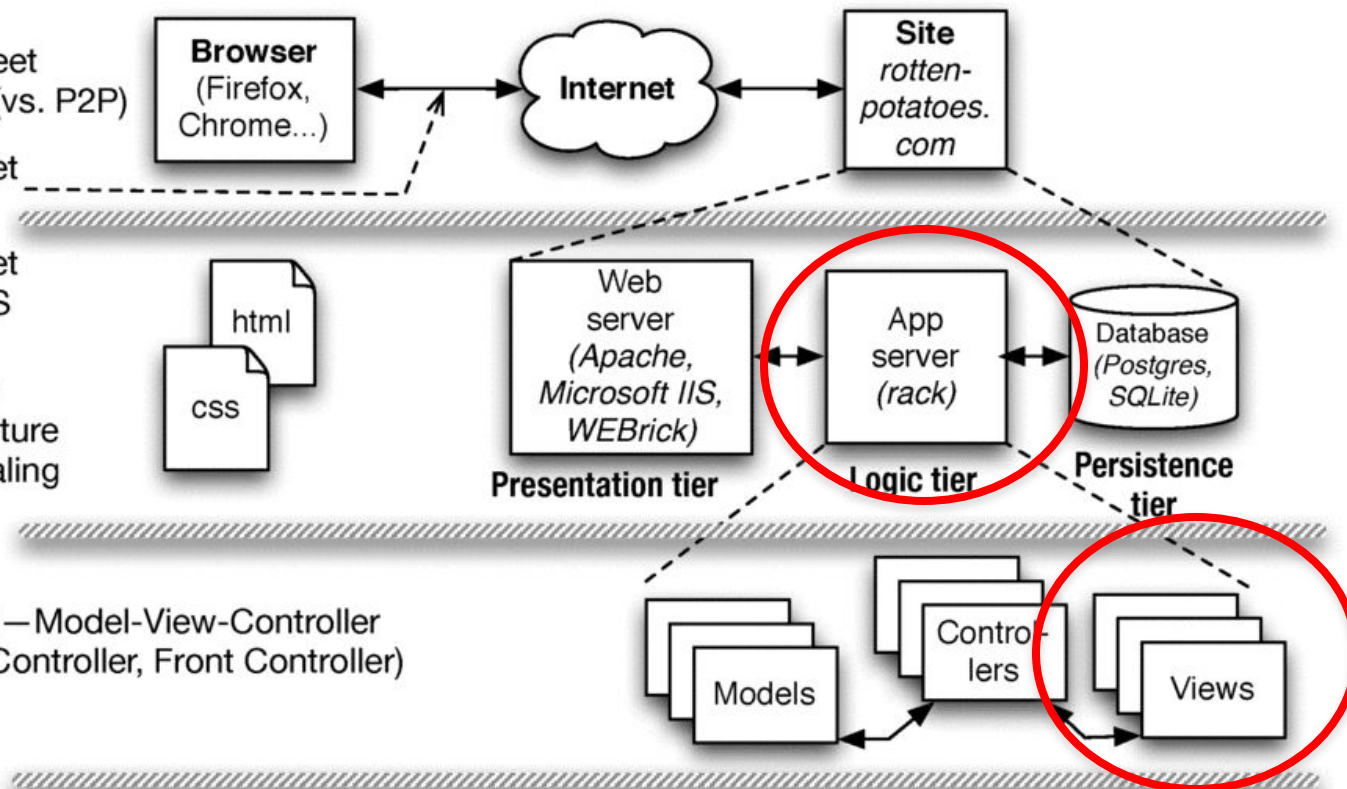 eet
(vs. P2P)
et
Browser
(Firefox,
Chrome...)
Internet
Site
rotten-
potatoes.
com
et
S
ture
aling
html
css
Web
server
(Apache,
Microsoft IIS,
WEBrick)
Presentation tier
App
server
(rack)
Logic tier
Database
(Postgres,
SQLite)
Persistence
tier
—Model-View-Controller
Controller, Front Controller)
Models
Control-
lers
Views